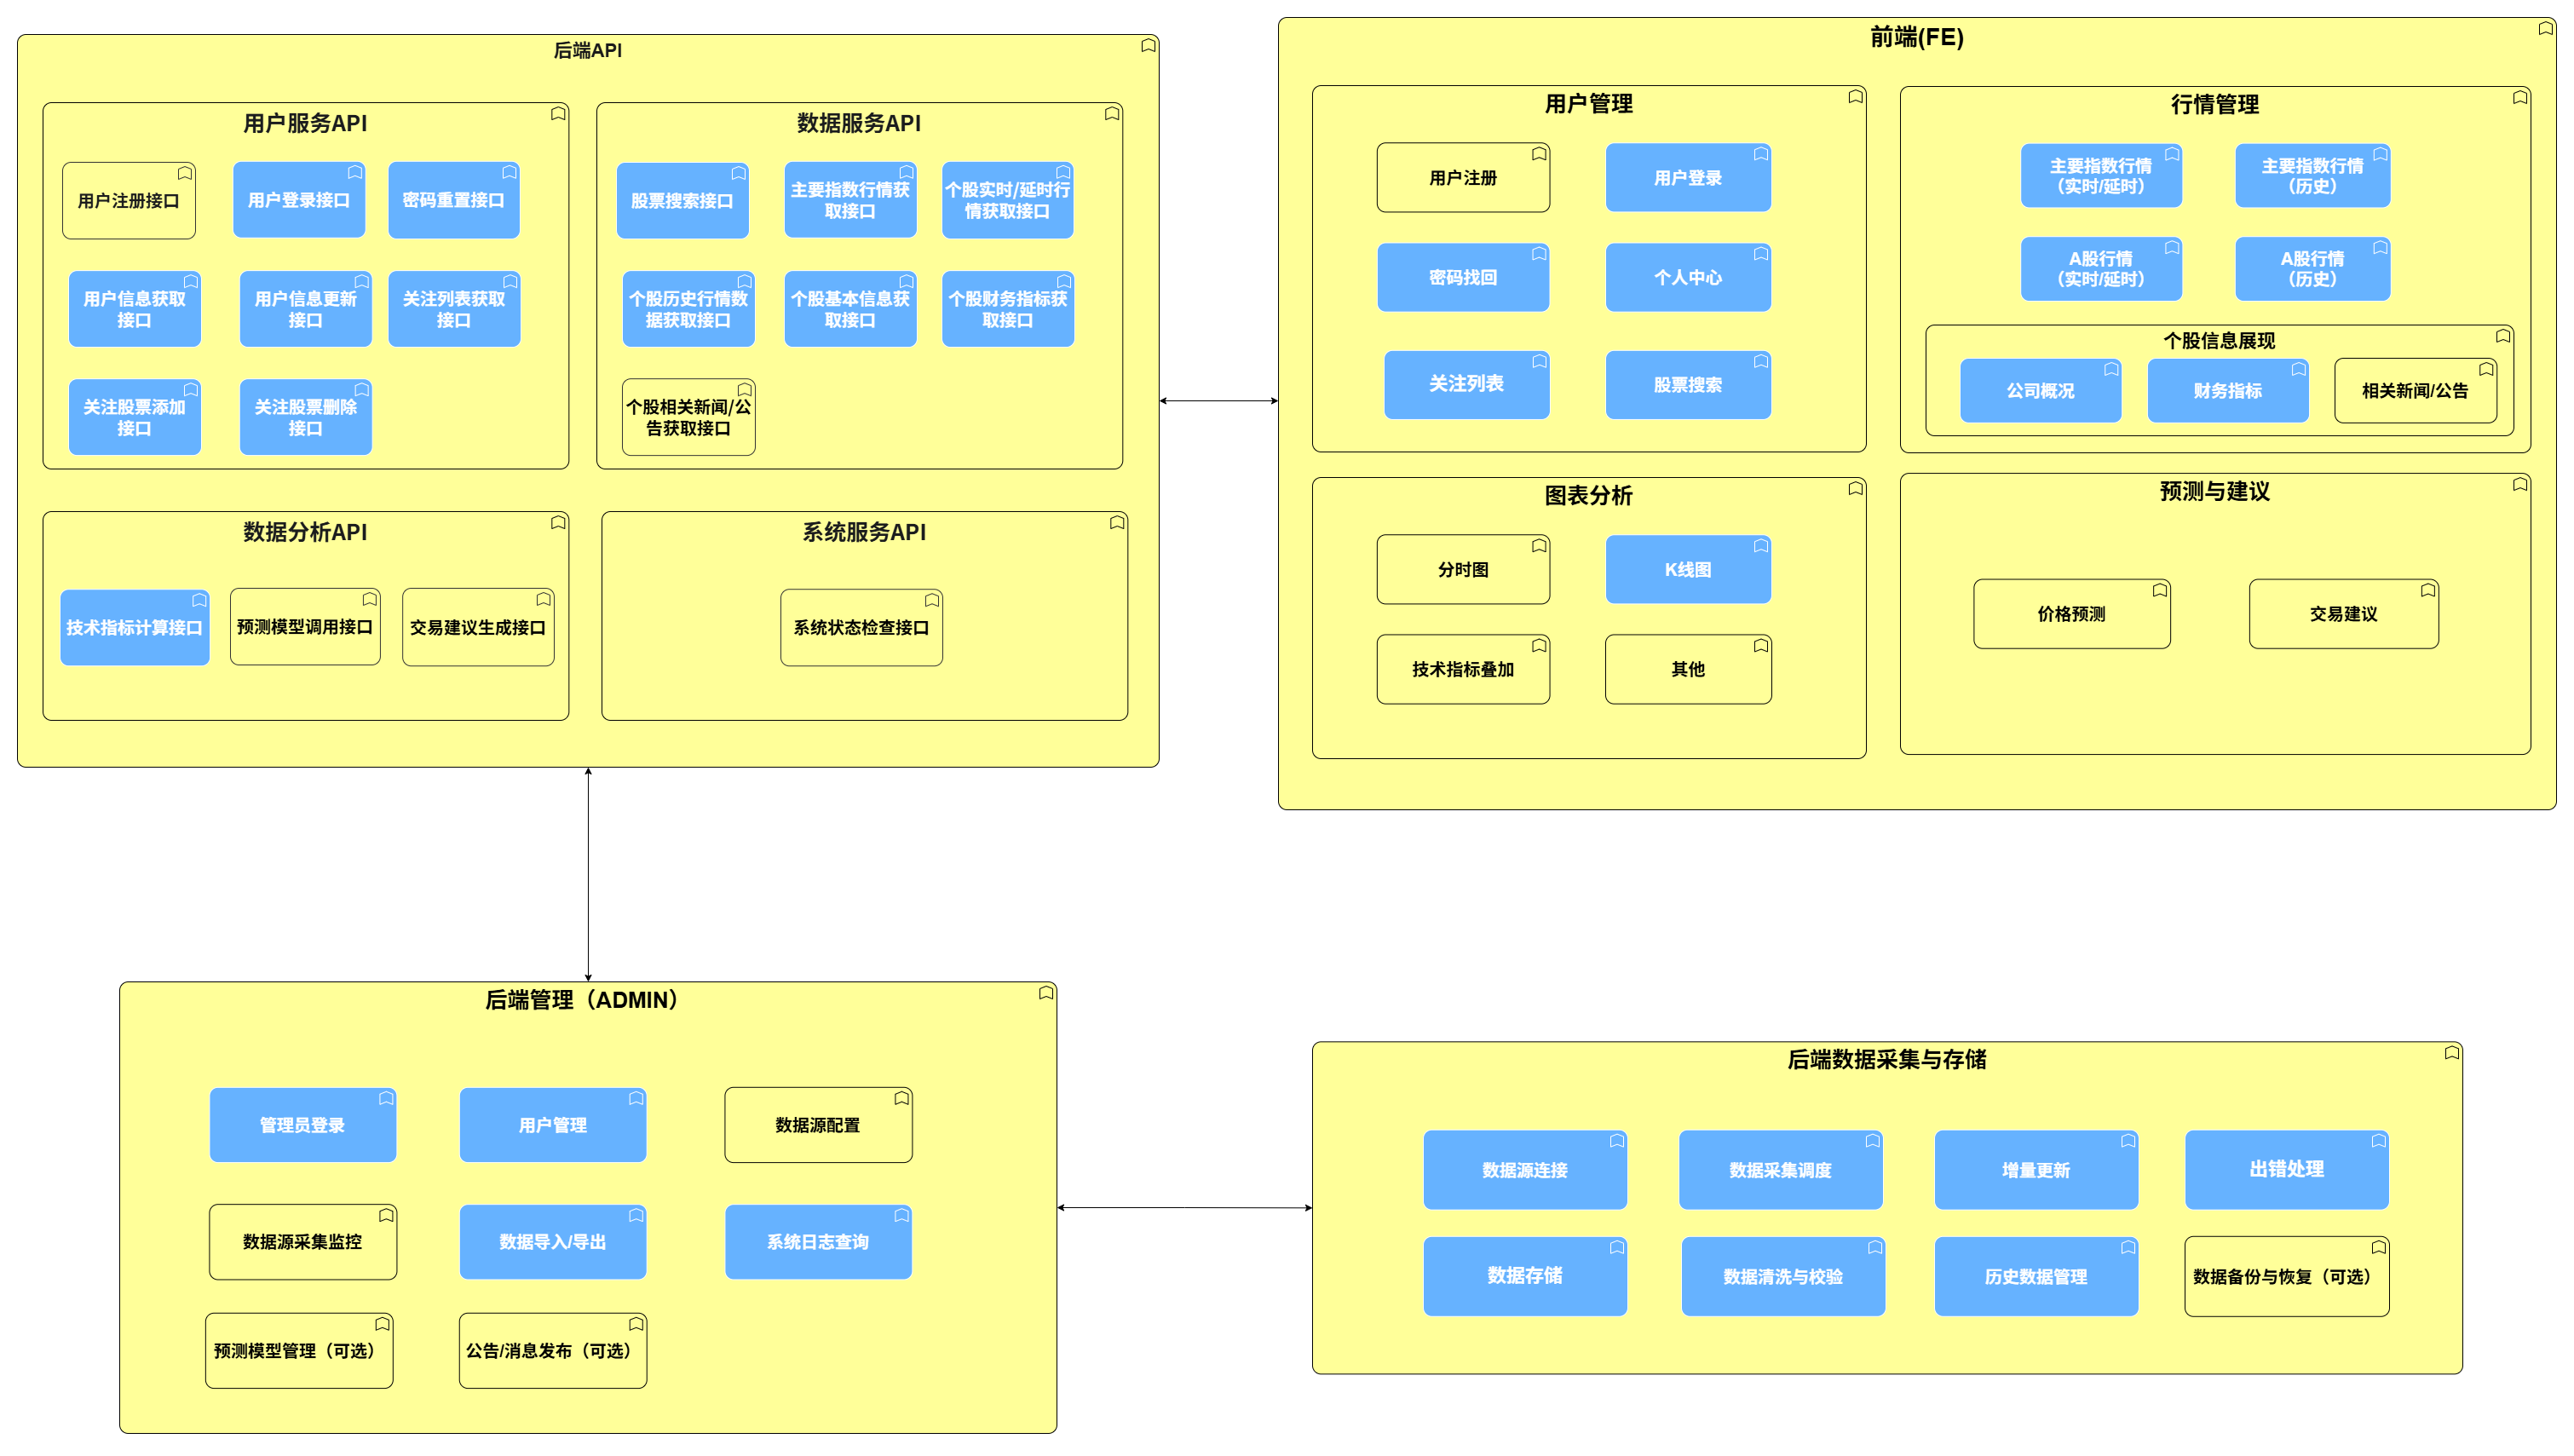 后端API
用户服务API
用户注册接口
用户登录接口
密码重置接口
用户信息获取
接口
用户信息更新
接口
关注列表获取
接口
关注股票添加
接口
关注股票删除
接口
数据服务API
股票搜索接口
主要指数行情获
取接口
个股实时/延时行
情获取接口
个股历史行情数
据获取接口
个股基本信息获
取接口
个股财务指标获
取接口
个股相关新闻/公
告获取接口
数据分析API
技术指标计算接口
预测模型调用接口
交易建议生成接口
系统服务API
系统状态检查接口
前端(FE)
用户管理
用户注册
用户登录
密码找回
个人中心
关注列表
股票搜索
行情管理
主要指数行情
（实时/延时）
主要指数行情
（历史）
A股行情
（实时/延时）
A股行情
（历史）
个股信息展现
公司概况
财务指标
相关新闻/公告
图表分析
分时图
K线图
技术指标叠加
其他
预测与建议
价格预测
交易建议
后端管理（ADMIN）
管理员登录
用户管理
数据源配置
数据源采集监控
数据导入/导出
系统日志查询
预测模型管理（可选）
公告/消息发布（可选）
后端数据采集与存储
数据源连接
数据采集调度
增量更新
出错处理
数据存储
数据清洗与校验
历史数据管理
数据备份与恢复（可选）